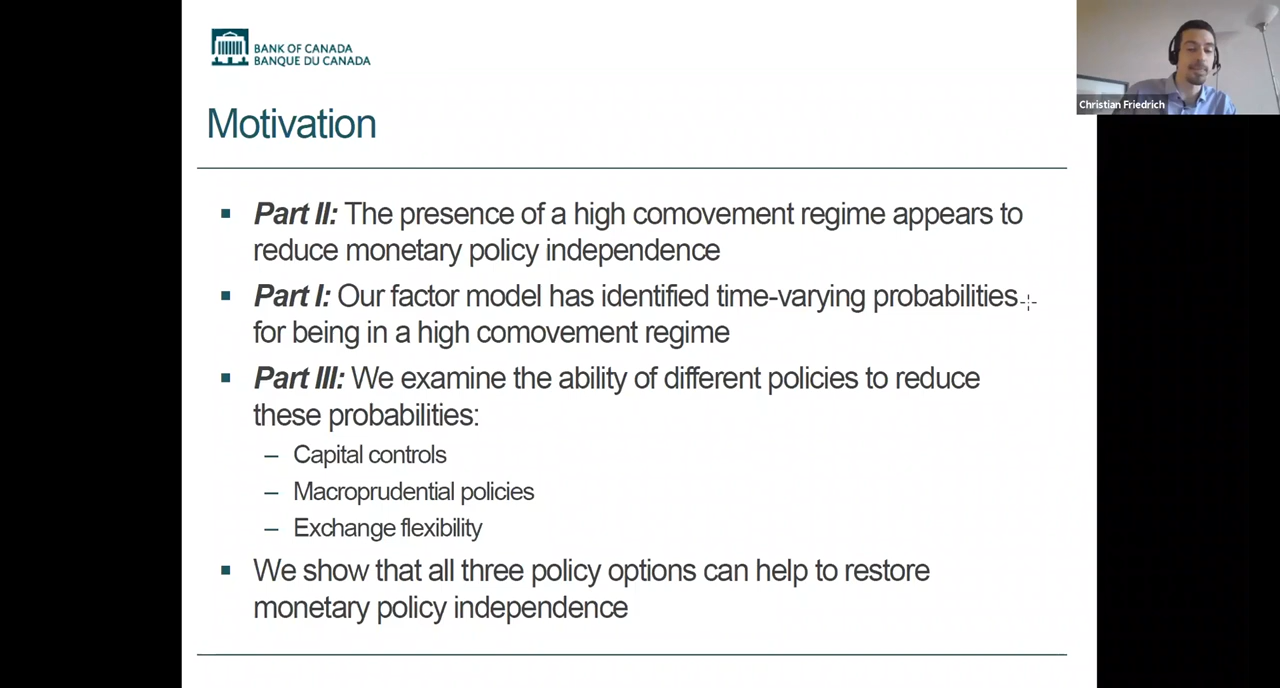 BANK OF CANADA
BANQUE DU CANADA
Christian Friedrich
Motivation
Part II: The presence of a high comovement regime appears to
reduce monetary policy independence
Part I: Our factor model has identified time-varying probabilities
for being in a high comovement regime
Part III: We examine the ability of different policies to reduce
these probabilities:
– Capital controls
– Macroprudential policies
– Exchange flexibility
We show that all three policy options can help to restore
monetary policy independence